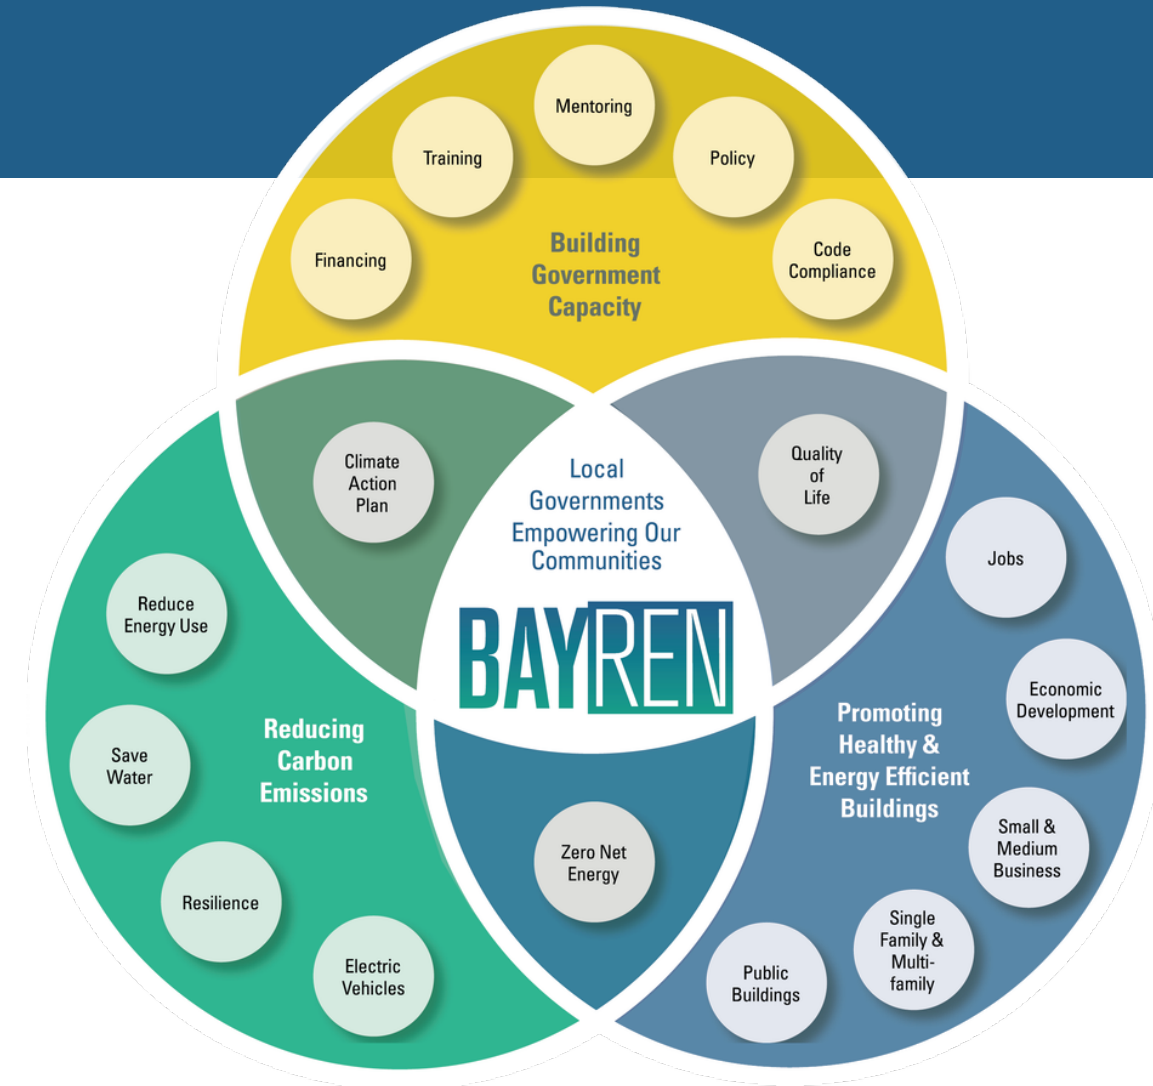 Mentoring
Training
Policy
Financing
Building
Government
Capacity
Code
Compliance
Climate
Action
Plan
Local
Governments
Empowering Our
Communities
BAYREN
Quality
of
Life
Jobs
Reduce
Energy Use
Save
Water
Reducing
Carbon
Emissions
Resilience
Electric
Vehicles
Zero Net
Energy
Promoting
Healthy &
Energy Efficient
Buildings
Economic
Development
Small &
Medium
Business
Single
Family &
Multi-
family
Public
Buildings